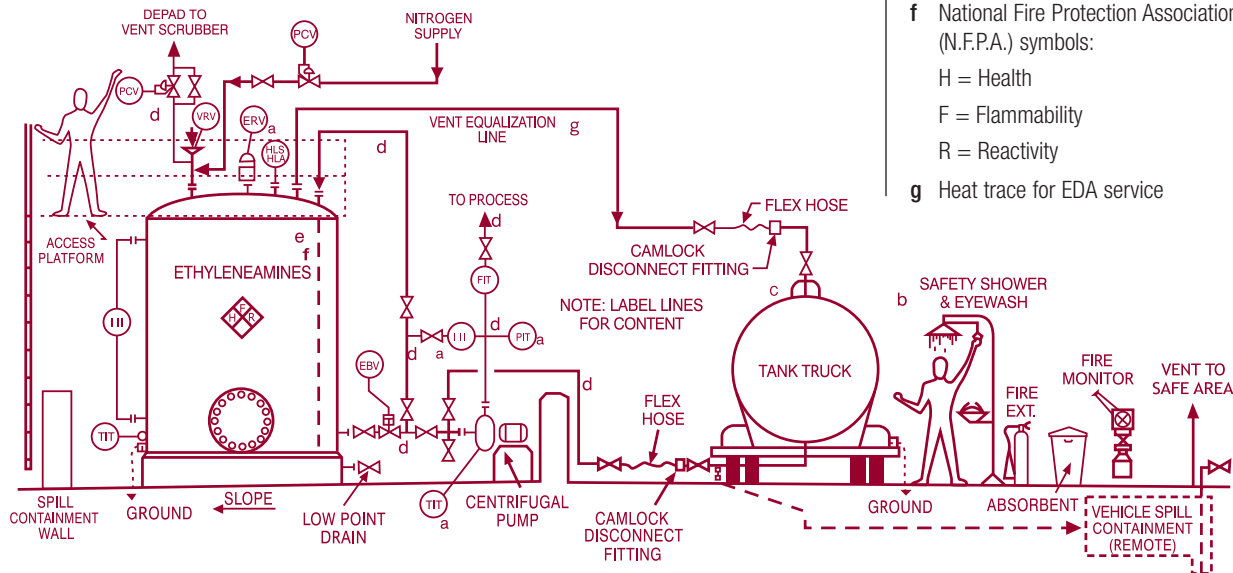 DEPAD TO
VENT SCRUBBER
NITROGEN
SUPPLY
PCV
PCV
d
VRV
ERV
a
HLS
HLA
d
VENT EQUALIZATION
LINE
g
f National Fire Protection Association
(N.F.P.A.) symbols:
H = Health
F = Flammability
R = Reactivity
g Heat trace for EDA service
ACCESS
PLATFORM
e
f
ETHYLENEAMINES
F
H R
TO PROCESS
d
FIT
d
FLEX HOSE
CAMLOCK
DISCONNECT FITTING
NOTE: LABEL LINES
FOR CONTENT
c
TANK TRUCK
b
SAFETY SHOWER
& EYEWASH
FIRE
MONITOR
VENT TO
SAFE AREA
FIRE
EXT.
I II
d
a
I II
PIT
a
EBV
d
d
FLEX
HOSE
TIT
TIT
a
SPILL
CONTAINMENT
WALL
GROUND
SLOPE
LOW POINT
DRAIN
CENTRIFUGAL
PUMP
CAMLOCK
DISCONNECT
FITTING
GROUND
ABSORBENT
VEHICLE SPILL
CONTAINMENT
(REMOTE)